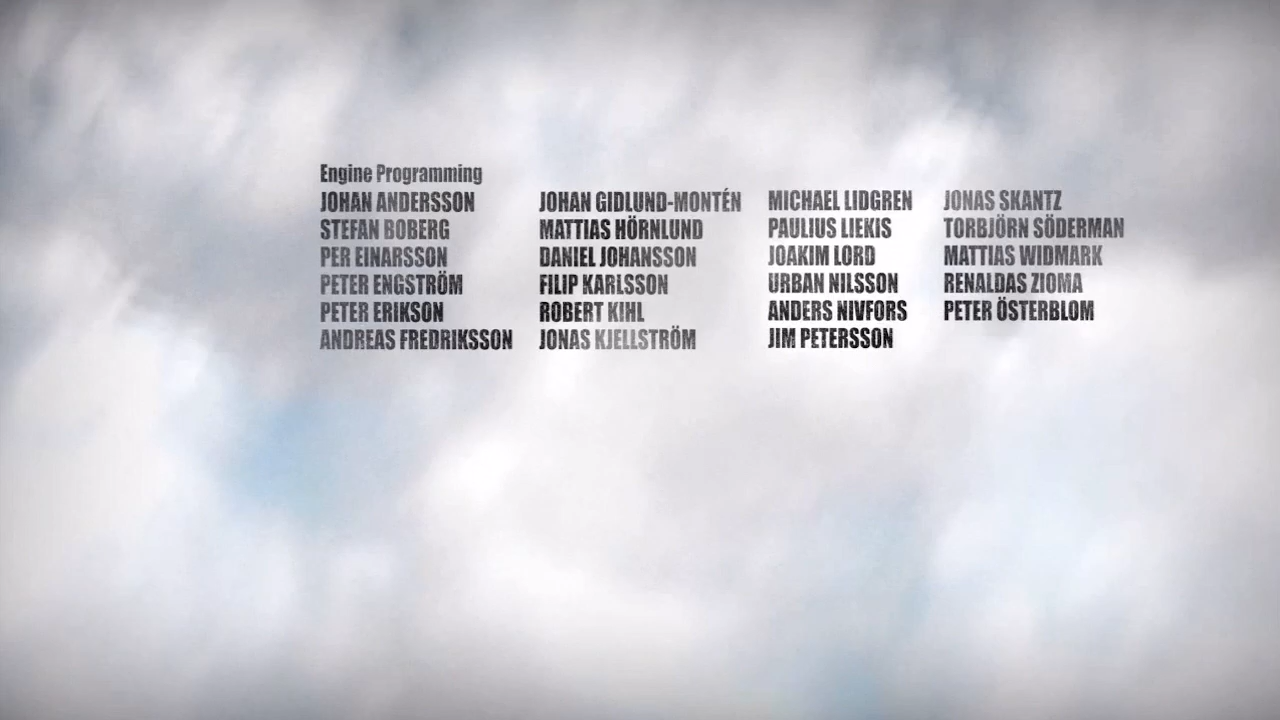 Engine Programming
JOHAN ANDERSSON
STEFAN BOBERG
PER EINARSSON
PETER ENGSTRÖM
PETER ERIKSON
ANDREAS FREDRIKSSON
JOHAN GIDLUND-MONTÉN
MATTIAS HÖRNLUND
DANIEL JOHANSSON
FILIP KARLSSON
ROBERT KIHL
JONAS KJELLSTRÖM
MICHAEL LIDGREN
PAULIUS LIEKIS
JOAKIM LORD
URBAN NILSSON
ANDERS NIVFORS
JIM PETERSSON
JONAS SKANTZ
TORBJÖRN SÖDERMAN
MATTIAS WIDMARK
RENALDAS ZIOMA
PETER ÖSTERBLOM